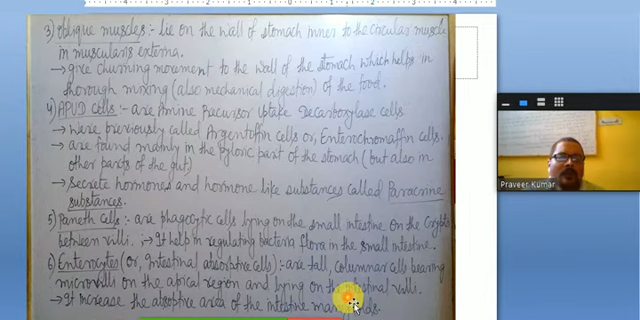 3) Oblique muscles :- lie on the wall of stomach inner to the circular muscle
in muscularis externa.
→ give churning movement to the wall of the stomach which helps in
thorough mixing (also mechanical digestion) of the food.
4) APUD cells :- are Amine Precursor Uptake Decarboxylase cells
→ were previously called Argentaffin cells or, Enterochromaffin cells.
→ are found mainly in the pyloric part of the stomach (but also in
other parts of the gut)
→ Secrete hormones and hormone like substances called Paracrine
substances.
5) Paneth cells :- are phagocytic cells lying on the small intestine on the Crypts
between villi. → It help in regulating bacteria flora in the small intestine.
6) Enterocytes (or, Intestinal absorptive cells) :- are tall, columnar cells bearing
microvilli on the apical region and lying on the intestinal villi.
→ It increase the absorptive area of the intestine
Praveer Kumar